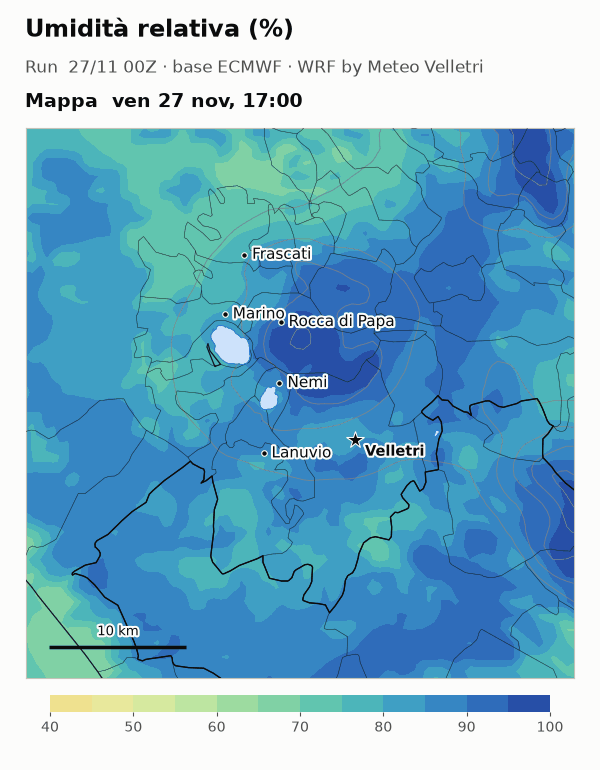 Umidità relativa (%)
Run  27/11 00Z · base ECMWF · WRF by Meteo Velletri
Mappa  ven 27 nov, 17:00
Frascati
Marino
Rocca di Papa
Nemi
Velletri
Lanuvio
10 km
40 50 60 70 80 90 100